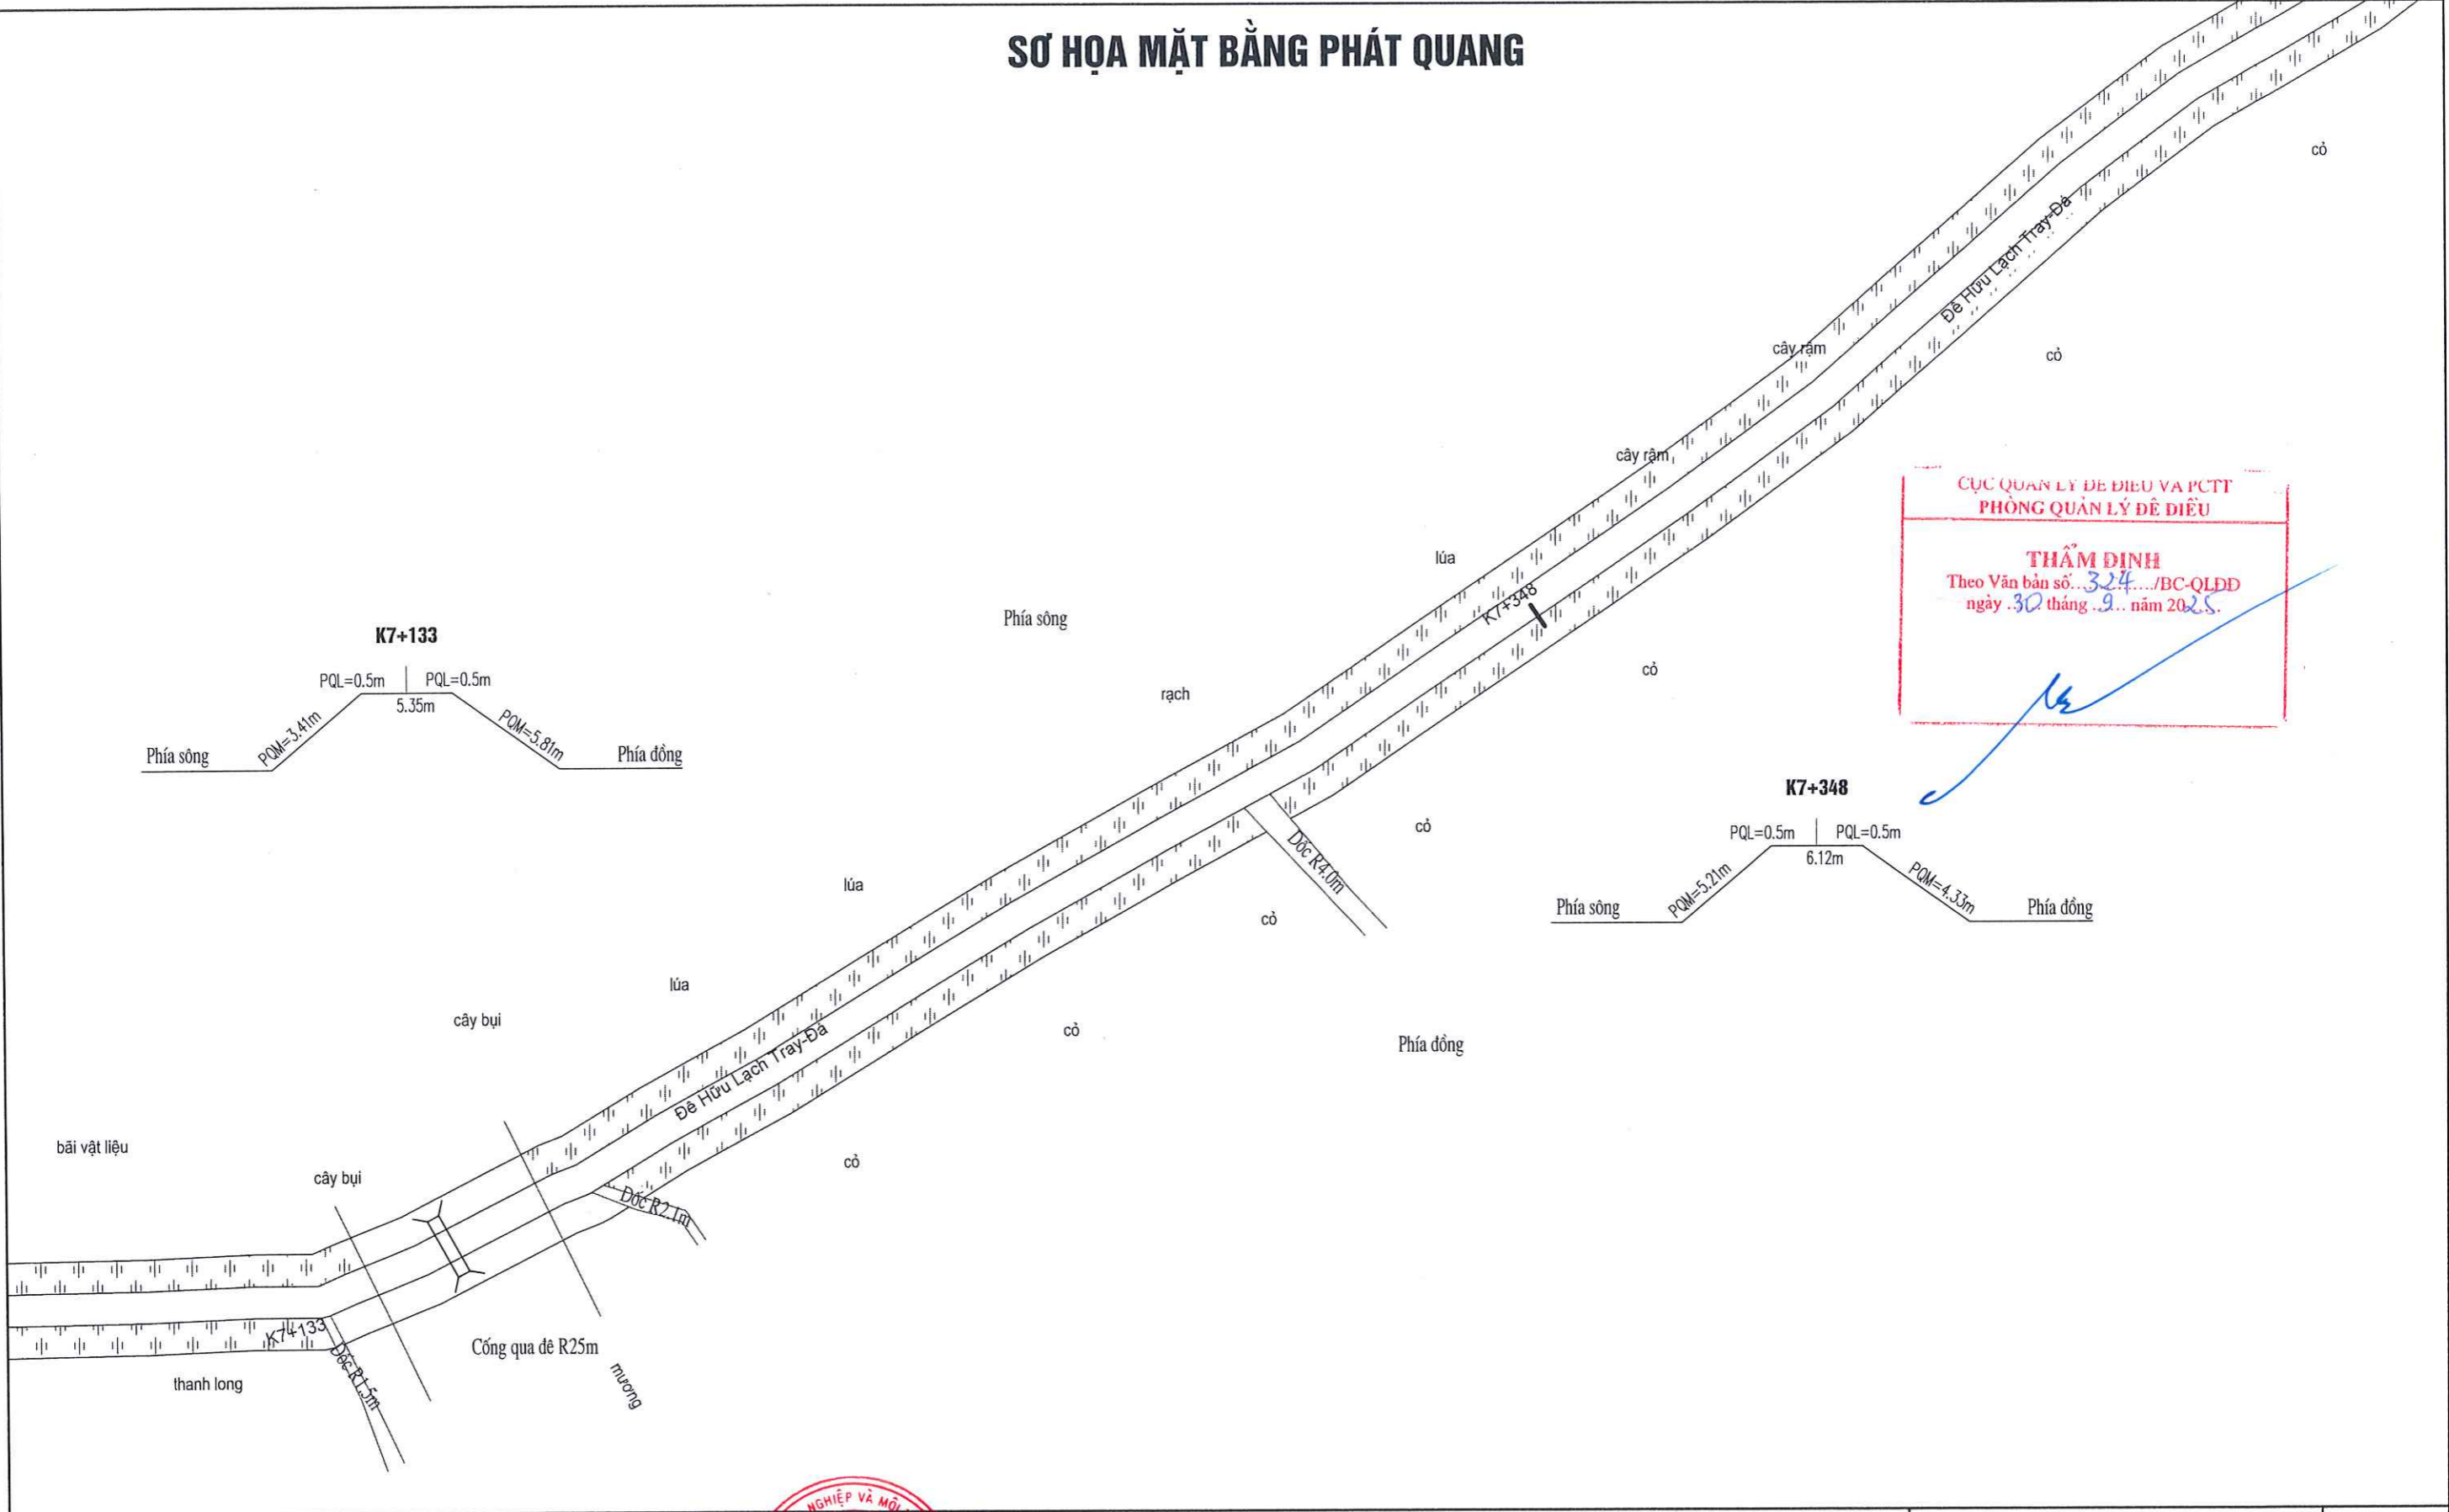 SƠ HỌA MẶT BẰNG PHÁT QUANG
cỏ
Đê Hữu Lạch Tray-Đá
cây rậm
cỏ
cây rậm
CỤC QUẢN LÝ ĐÊ ĐIỀU VÀ PCTT
PHÒNG QUẢN LÝ ĐÊ ĐIỀU
THẨM ĐỊNH
Theo Văn bản số...324..../BC-QLĐĐ
ngày..30.tháng..9...năm 2025..
lúa
K7+348
Phía sông
K7+133
PQL=0.5m
PQL=0.5m
5.35m
PQM=3.41m
PQM=5.81m
Phía sông
Phía đồng
rạch
cỏ
K7+348
PQL=0.5m
PQL=0.5m
6.12m
PQM=5.21m
PQM=4.33m
Phía sông
Phía đồng
cỏ
Dốc R4.0m
lúa
cỏ
lúa
cây bụi
cỏ
Phía đồng
Đê Hữu Lạch Tray-Đá
bãi vật liệu
cây bụi
cỏ
Dốc R2.1m
K7+133
Dốc R1.5m
Cống qua đê R25m
mương
thanh long
NGHIỆP VÀ MÔI